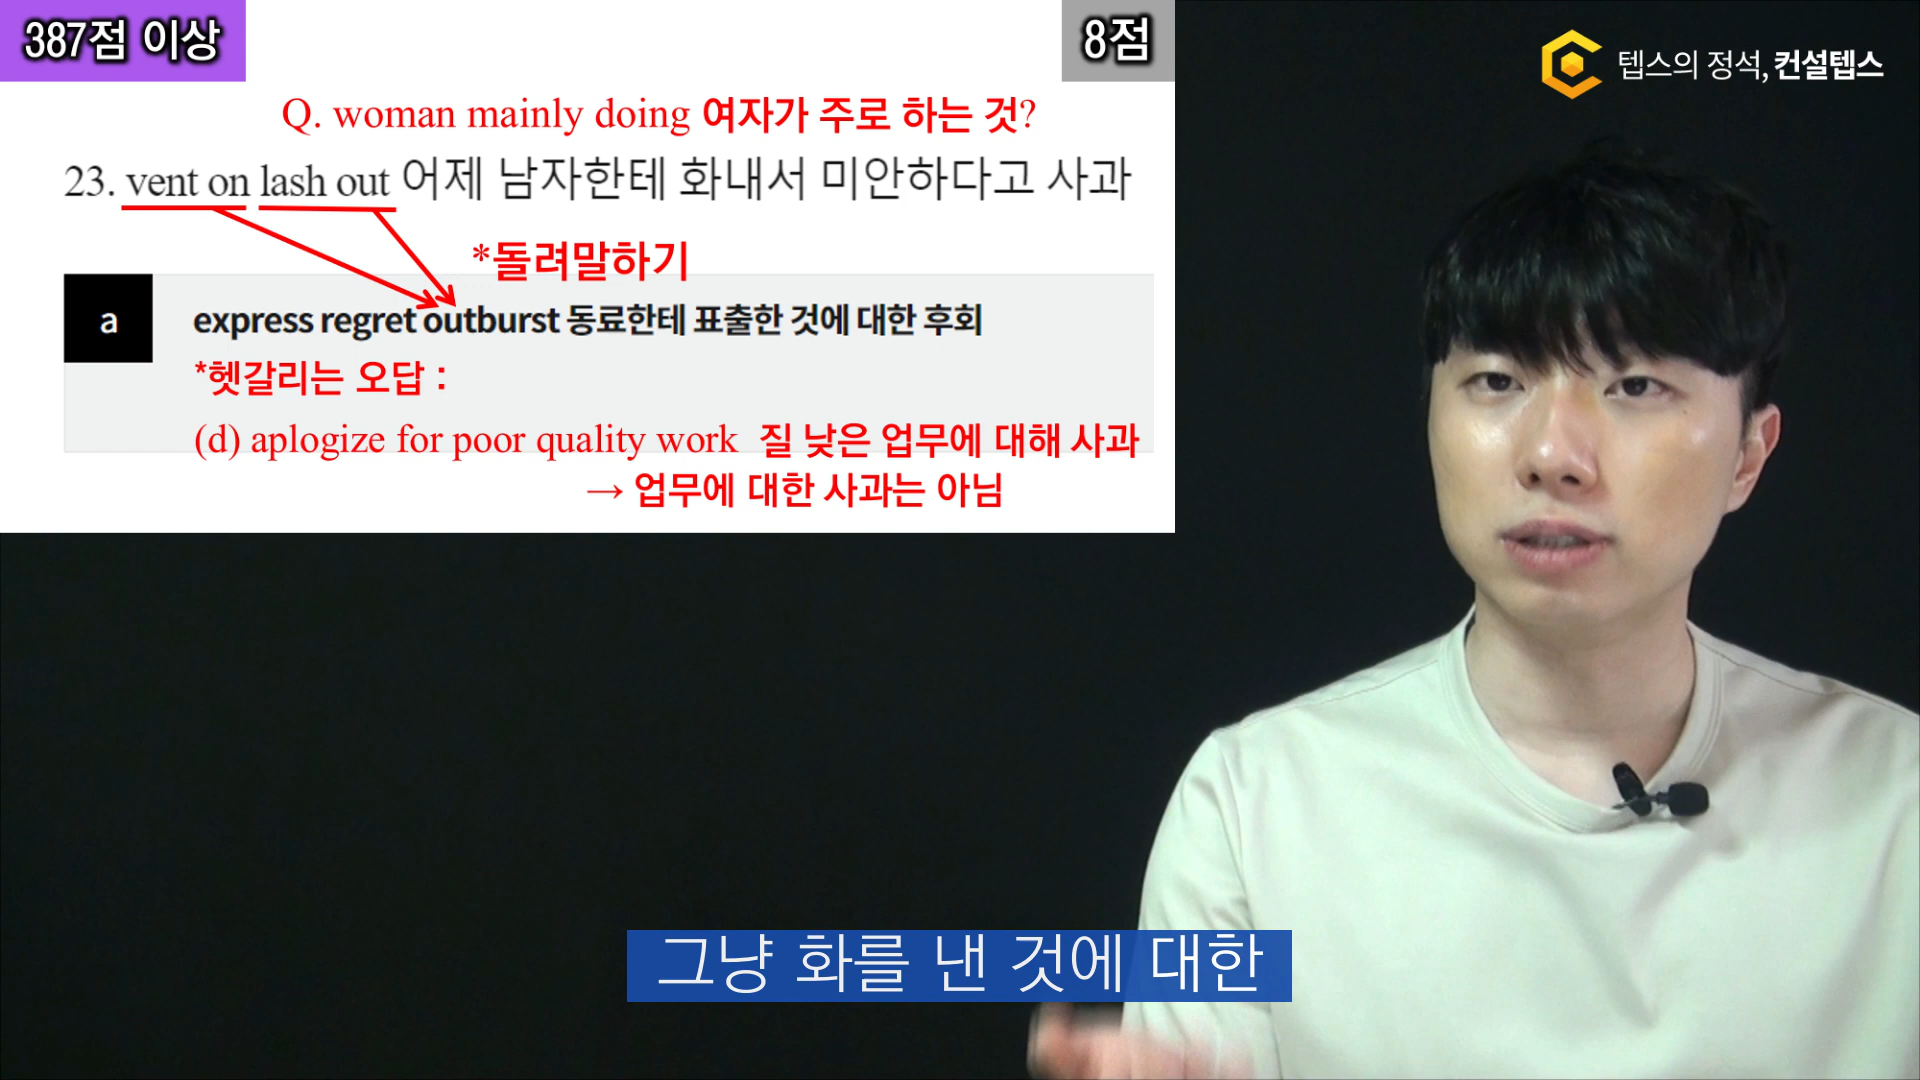 387점 이상
8점
텝스의 정석, 컨설텝스
Q. woman mainly doing 여자가 주로 하는 것?
23. vent on lash out 어제 남자한테 화내서 미안하다고 사과
*돌려말하기
a
express regret outburst 동료한테 표출한 것에 대한 후회
*헷갈리는 오답 :
(d) aplogize for poor quality work 질 낮은 업무에 대해 사과
→ 업무에 대한 사과는 아님
그냥 화를 낸 것에 대한